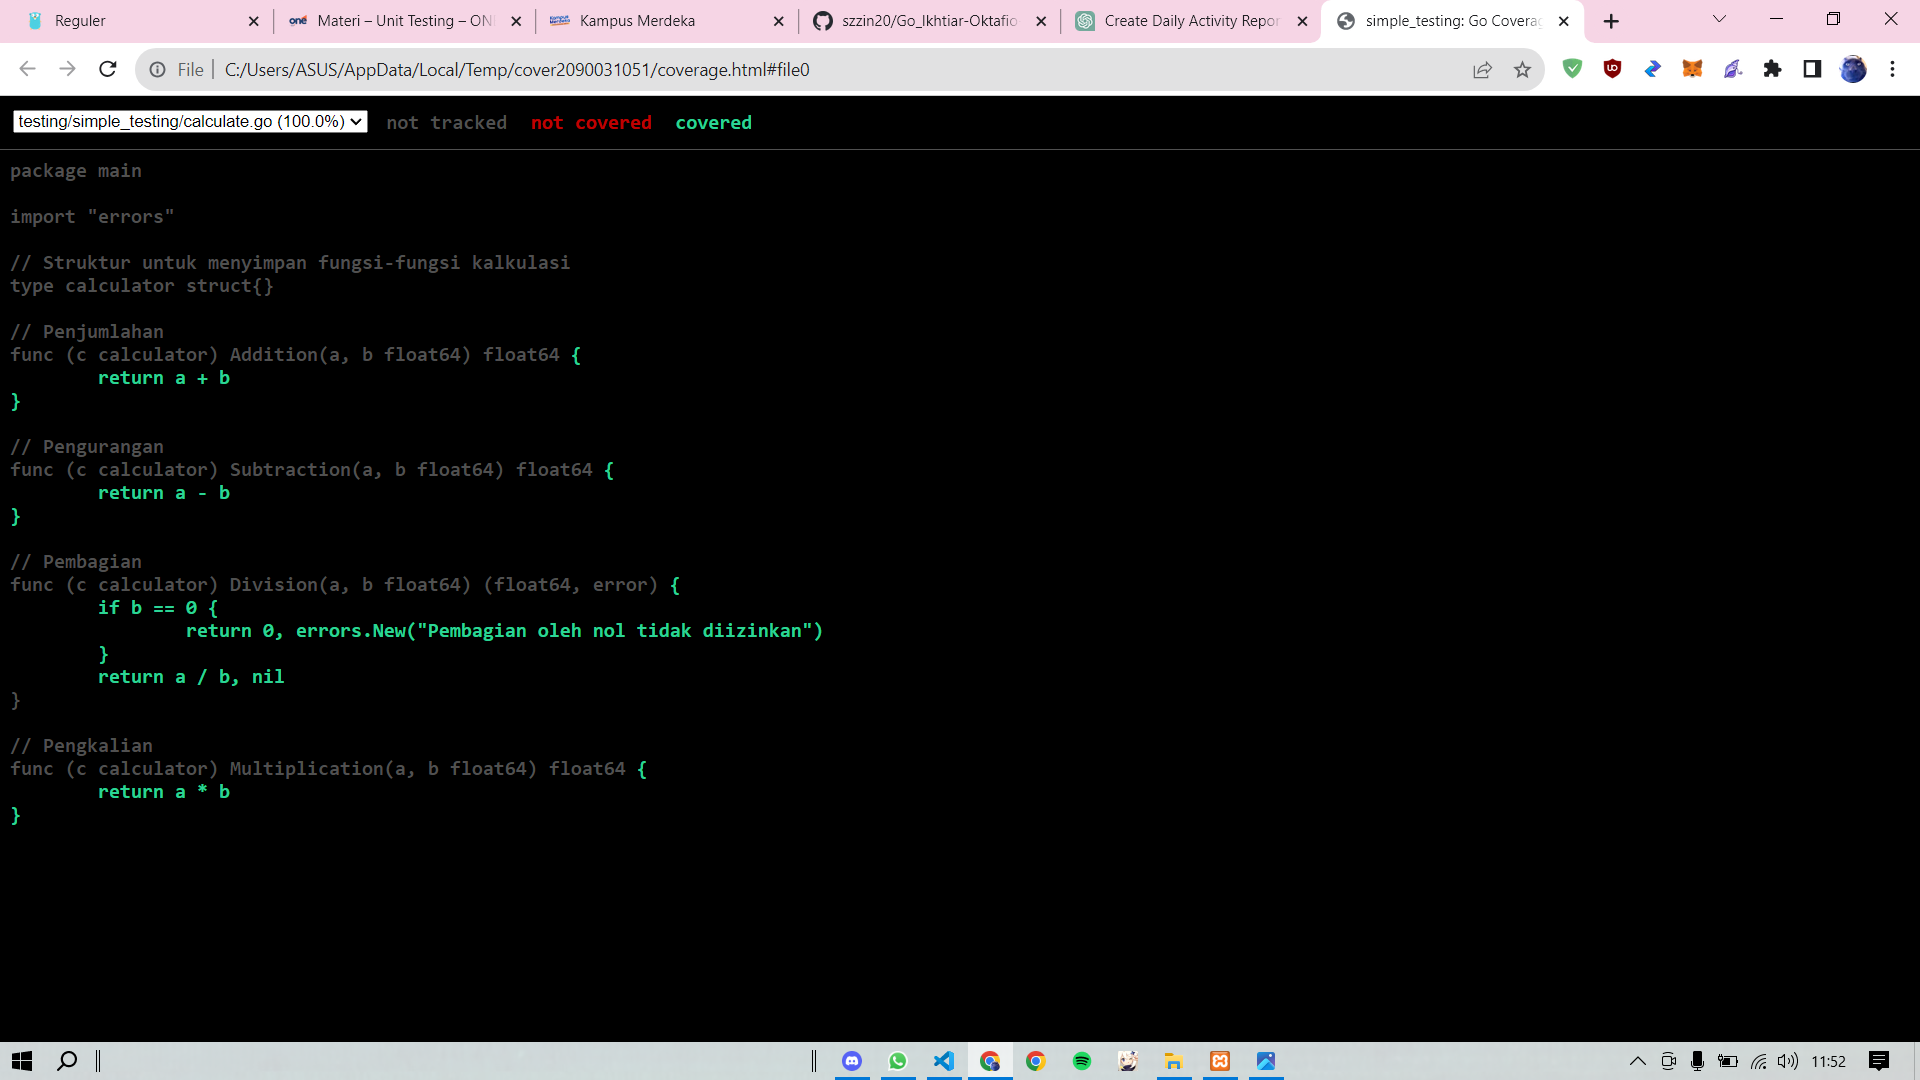 Reguler
Materi – Unit Testing – ONE
Kampus Merdeka
szzin20/Go_Ikhtiar-Oktafio
Create Daily Activity Repor
simple_testing: Go Coverag
File
C:/Users/ASUS/AppData/Local/Temp/cover2090031051/coverage.html#file0
testing/simple_testing/calculate.go (100.0%)
not tracked not covered covered
package main
import "errors"
// Struktur untuk menyimpan fungsi-fungsi kalkulasi
type calculator struct{}
// Penjumlahan
func (c calculator) Addition(a, b float64) float64 {
return a + b
}
// Pengurangan
func (c calculator) Subtraction(a, b float64) float64 {
return a - b
}
// Pembagian
func (c calculator) Division(a, b float64) (float64, error) {
if b == 0 {
return 0, errors.New("Pembagian oleh nol tidak diizinkan")
}
return a / b, nil
}
// Pengkalian
func (c calculator) Multiplication(a, b float64) float64 {
return a * b
}
11:52